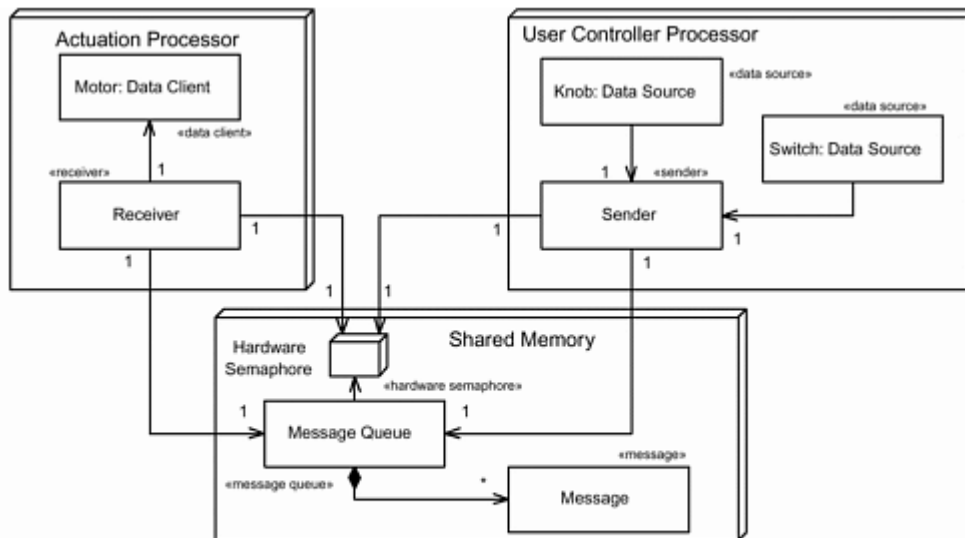 Actuation Processor
Motor: Data Client
«data client»
1
«receiver»
Receiver
1
1
User Controller Processor
«data source»
Knob: Data Source
«data source»
Switch: Data Source
1
«sender»
Sender
1
1
1
1
1
Shared Memory
Hardware
Semaphore
«hardware semaphore»
1
1
Message Queue
«message queue»
*
«message»
Message